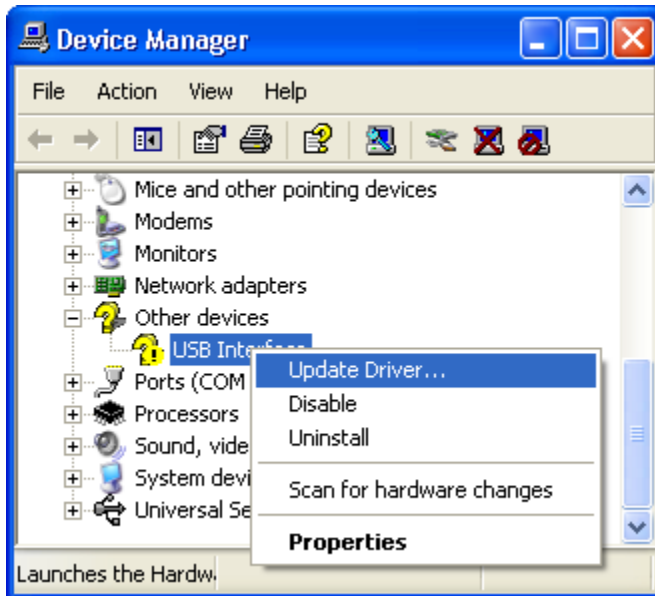 Device Manager
File Action View Help
Mice and other pointing devices
Modems
Monitors
Network adapters
Other devices
USB Interface
Update Driver...
Ports (COM
Disable
Processors
Uninstall
Sound, vide
System devi
Scan for hardware changes
Universal Se
Properties
Launches the Hardw